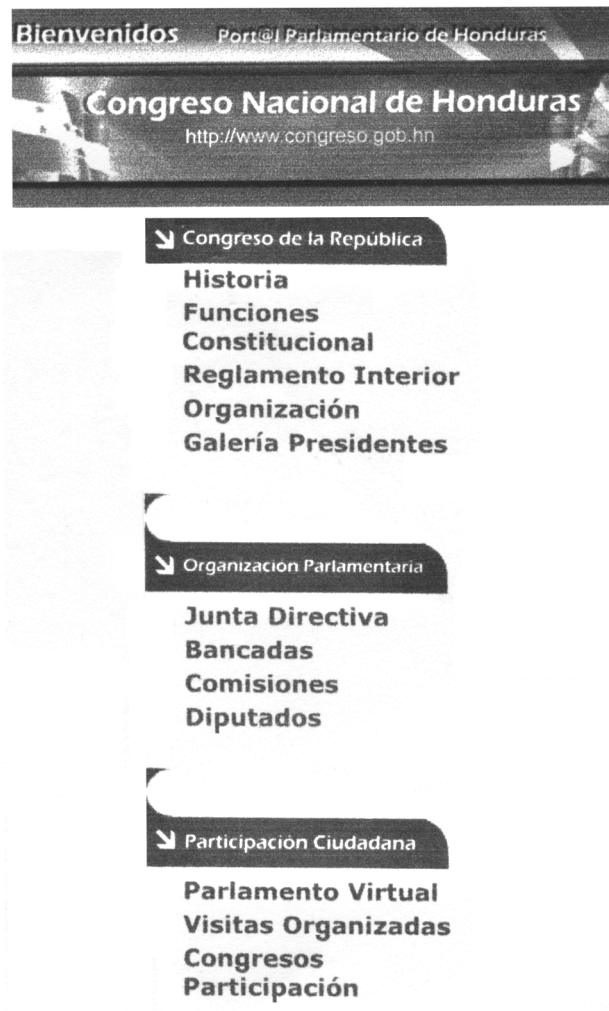 Bienvenidos Port@l Parlamentario de Honduras
Congreso Nacional de Honduras
http://www.congreso.gob.hn
Congreso de la República
Historia
Funciones
Constitucional
Reglamento Interior
Organización
Galería Presidentes
Organización Parlamentaria
Junta Directiva
Bancadas
Comisiones
Diputados
Participación Ciudadana
Parlamento Virtual
Visitas Organizadas
Congresos
Participación